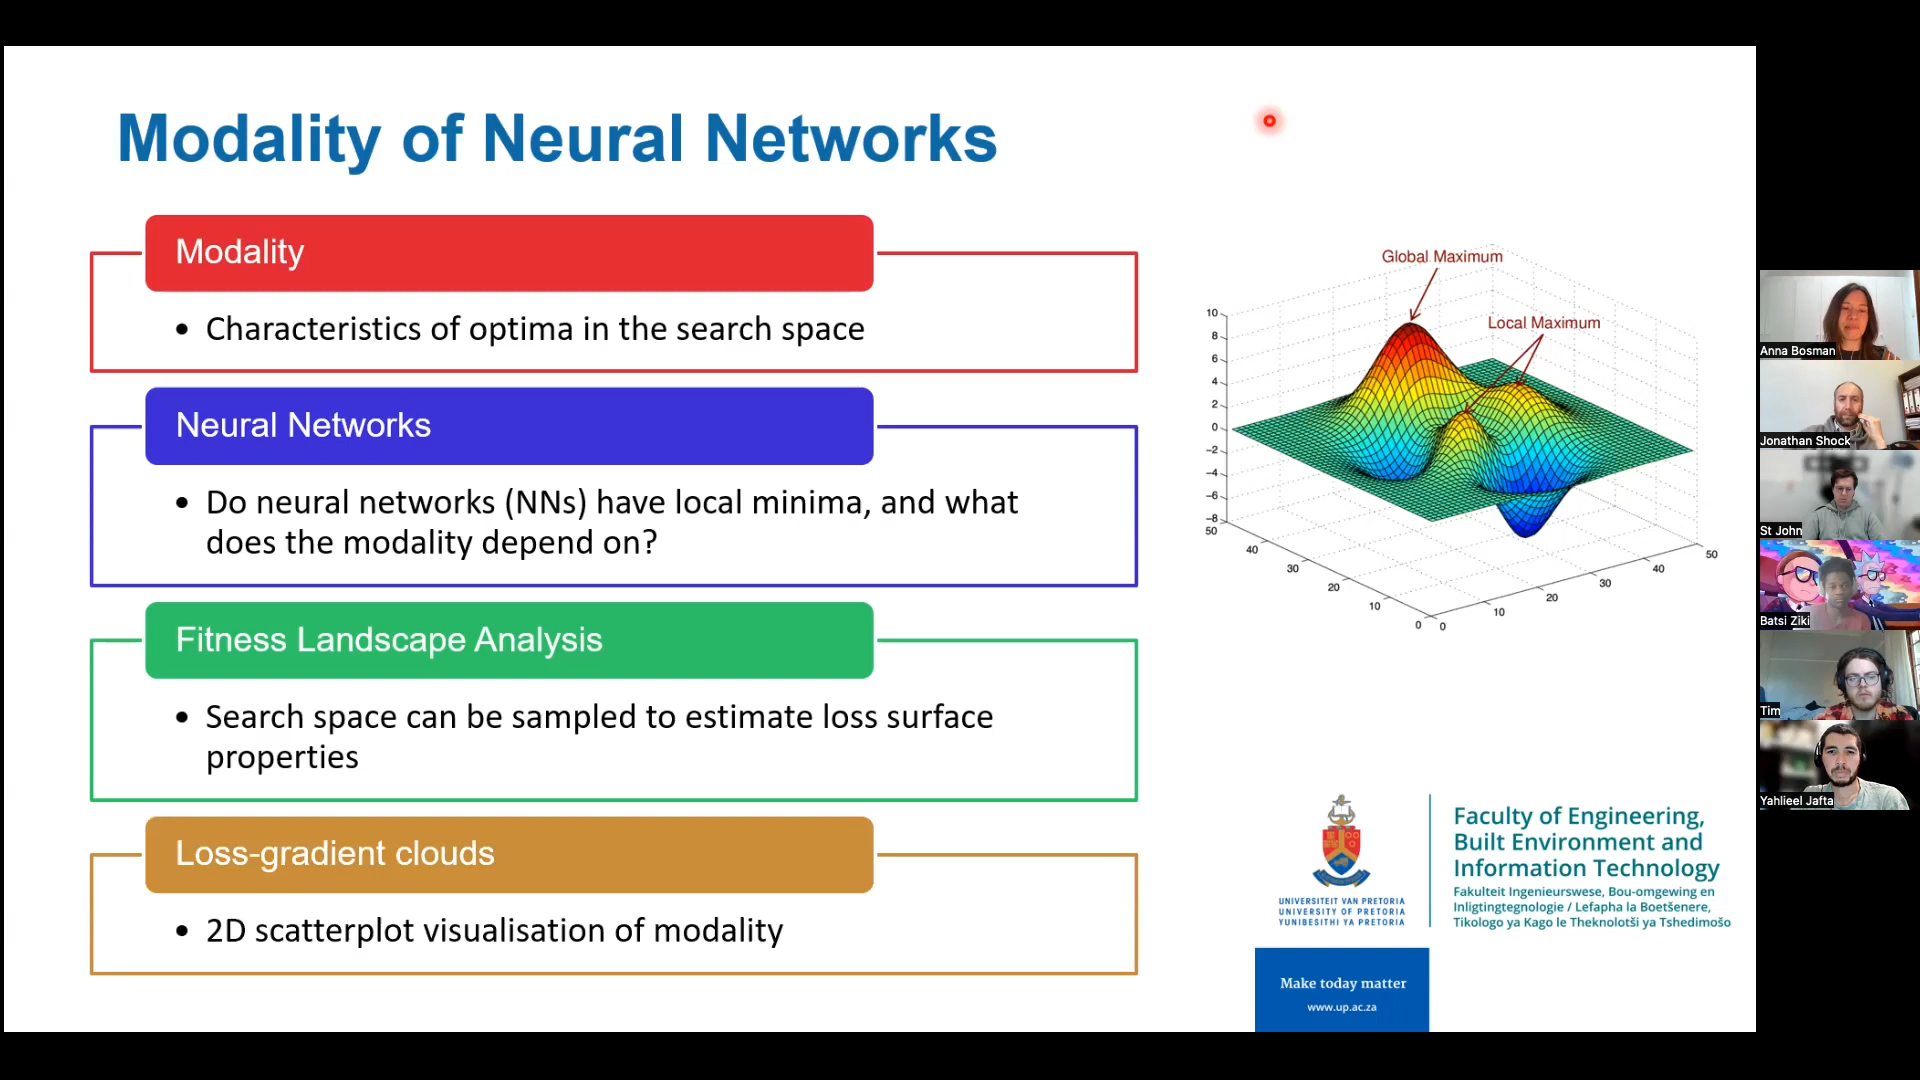 Modality of Neural Networks
Modality
• Characteristics of optima in the search space
Neural Networks
• Do neural networks (NNs) have local minima, and what
does the modality depend on?
Fitness Landscape Analysis
• Search space can be sampled to estimate loss surface
properties
Loss-gradient clouds
• 2D scatterplot visualisation of modality
Global Maximum
Local Maximum
10
8
6
4
2
0
−2
−4
−6
−8
50
40
30
20
10
0
0
10
20
30
40
50
UNIVERSITEIT VAN PRETORIA
UNIVERSITY OF PRETORIA
YUNIBESITHI YA PRETORIA
Faculty of Engineering,
Built Environment and
Information Technology
Fakulteit Ingenieurswese, Bou-omgewing en
Inligtingtegnologie / Lefapha la Boetšenere,
Tikologo ya Kago le Theknolotši ya Tshedimošo
Make today matter
www.up.ac.za
Anna Bosman
Jonathan Shock
St John
Batsi Ziki
Tim
Yahlieel Jafta